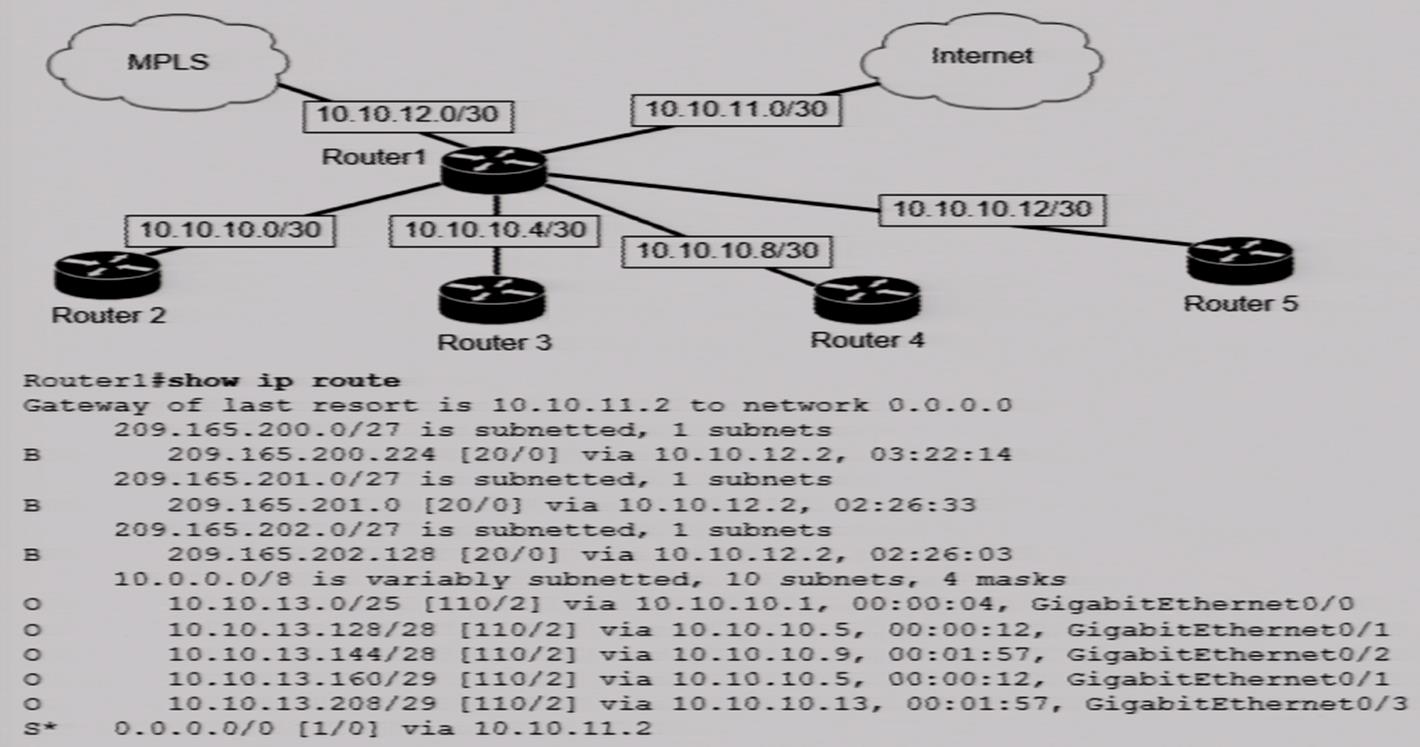 MPLS
Internet
10.10.12.0/30
10.10.11.0/30
Router1
10.10.10.12/30
10.10.10.0/30
10.10.10.4/30
10.10.10.8/30
Router 2
Router 3
Router 4
Router 5
Router1#show ip route
Gateway of last resort is 10.10.11.2 to network 0.0.0.0
209.165.200.0/27 is subnetted, 1 subnets
B 209.165.200.224 [20/0] via 10.10.12.2, 03:22:14
209.165.201.0/27 is subnetted, 1 subnets
B 209.165.201.0 [20/0] via 10.10.12.2, 02:26:33
209.165.202.0/27 is subnetted, 1 subnets
B 209.165.202.128 [20/0] via 10.10.12.2, 02:26:03
10.0.0.0/8 is variably subnetted, 10 subnets, 4 masks
O 10.10.13.0/25 [110/2] via 10.10.10.1, 00:00:04, GigabitEthernet0/0
O 10.10.13.128/28 [110/2] via 10.10.10.5, 00:00:12, GigabitEthernet0/1
O 10.10.13.144/28 [110/2] via 10.10.10.9, 00:01:57, GigabitEthernet0/2
O 10.10.13.160/29 [110/2] via 10.10.10.5, 00:00:12, GigabitEthernet0/1
O 10.10.13.208/29 [110/2] via 10.10.10.13, 00:01:57, GigabitEthernet0/3
S* 0.0.0.0/0 [1/0] via 10.10.11.2